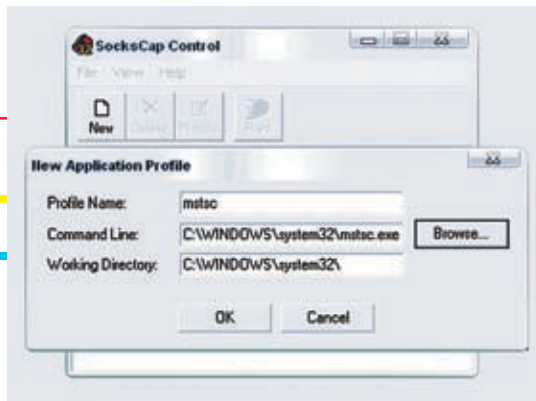 SocksCap Control
File View Help
New
New Application Profile
Profile Name: mstsc
Command Line: C:\WINDOWS\system32\mstsc.exe Browse...
Working Directory: C:\WINDOWS\system32\
OK Cancel